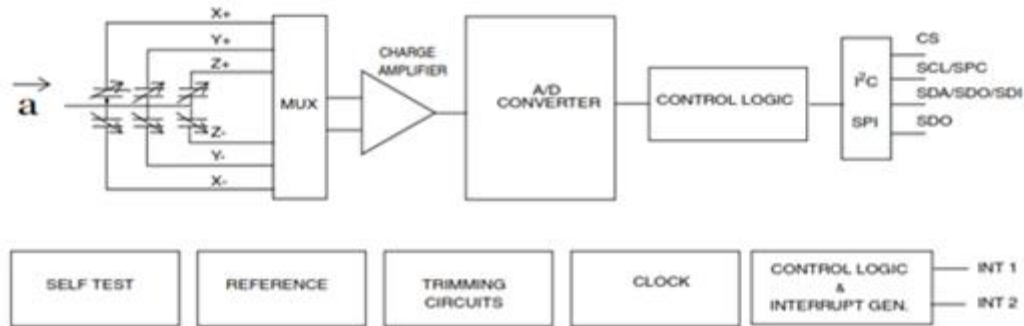 X+
Y+
Z+
a
Z-
Y-
X-
MUX
CHARGE
AMPLIFIER
A/D
CONVERTER
CONTROL LOGIC
I²C
SPI
CS
SCL/SPC
SDA/SDO/SDI
SDO
SELF TEST
REFERENCE
TRIMMING
CIRCUITS
CLOCK
CONTROL LOGIC
&
INTERRUPT GEN.
INT 1
INT 2